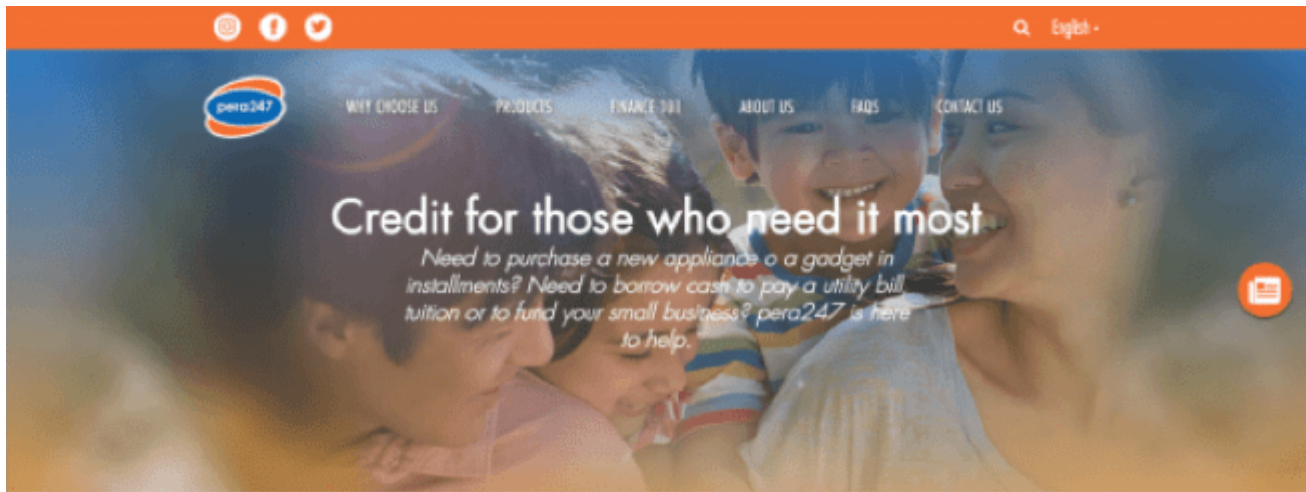 English
pera247
WHY CHOOSE US PRODUCTS FINANCE 101 ABOUT US FAQS CONTACT US
Credit for those who need it most
Need to purchase a new appliance o a gadget in
installments? Need to borrow cash to pay a utility bill,
tuition or to fund your small business? pera247 is here
to help.